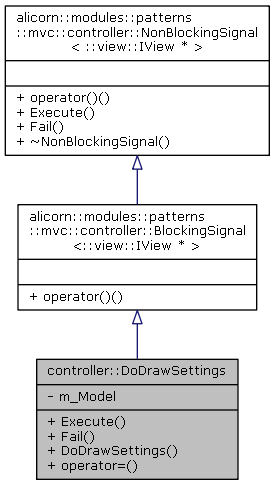 alicorn::modules::patterns
::mvc::controller::NonBlockingSignal
< ::view::IView * >
+ operator()()
+ Execute()
+ Fail()
+ ~NonBlockingSignal()
alicorn::modules::patterns
::mvc::controller::BlockingSignal
<::view::IView * >
+ operator()()
controller::DoDrawSettings
- m_Model
+ Execute()
+ Fail()
+ DoDrawSettings()
+ operator=()